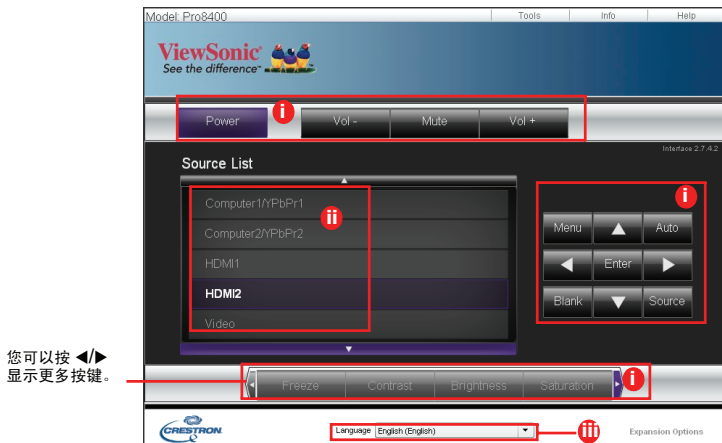 Model: Pro8400
Tools Info Help
ViewSonic
See the difference™
Power Vol - Mute Vol +
i
Interface 2.7.4.2
Source List
Computer1/YPbPr1
Computer2/YPbPr2
HDMI1
HDMI2
Video
ii
i
Menu Auto
Enter
Blank Source
您可以按 ◀/▶
显示更多按键。
Freeze Contrast Brightness Saturation
i
CRESTRON
Language English (English)
iii
Expansion Options